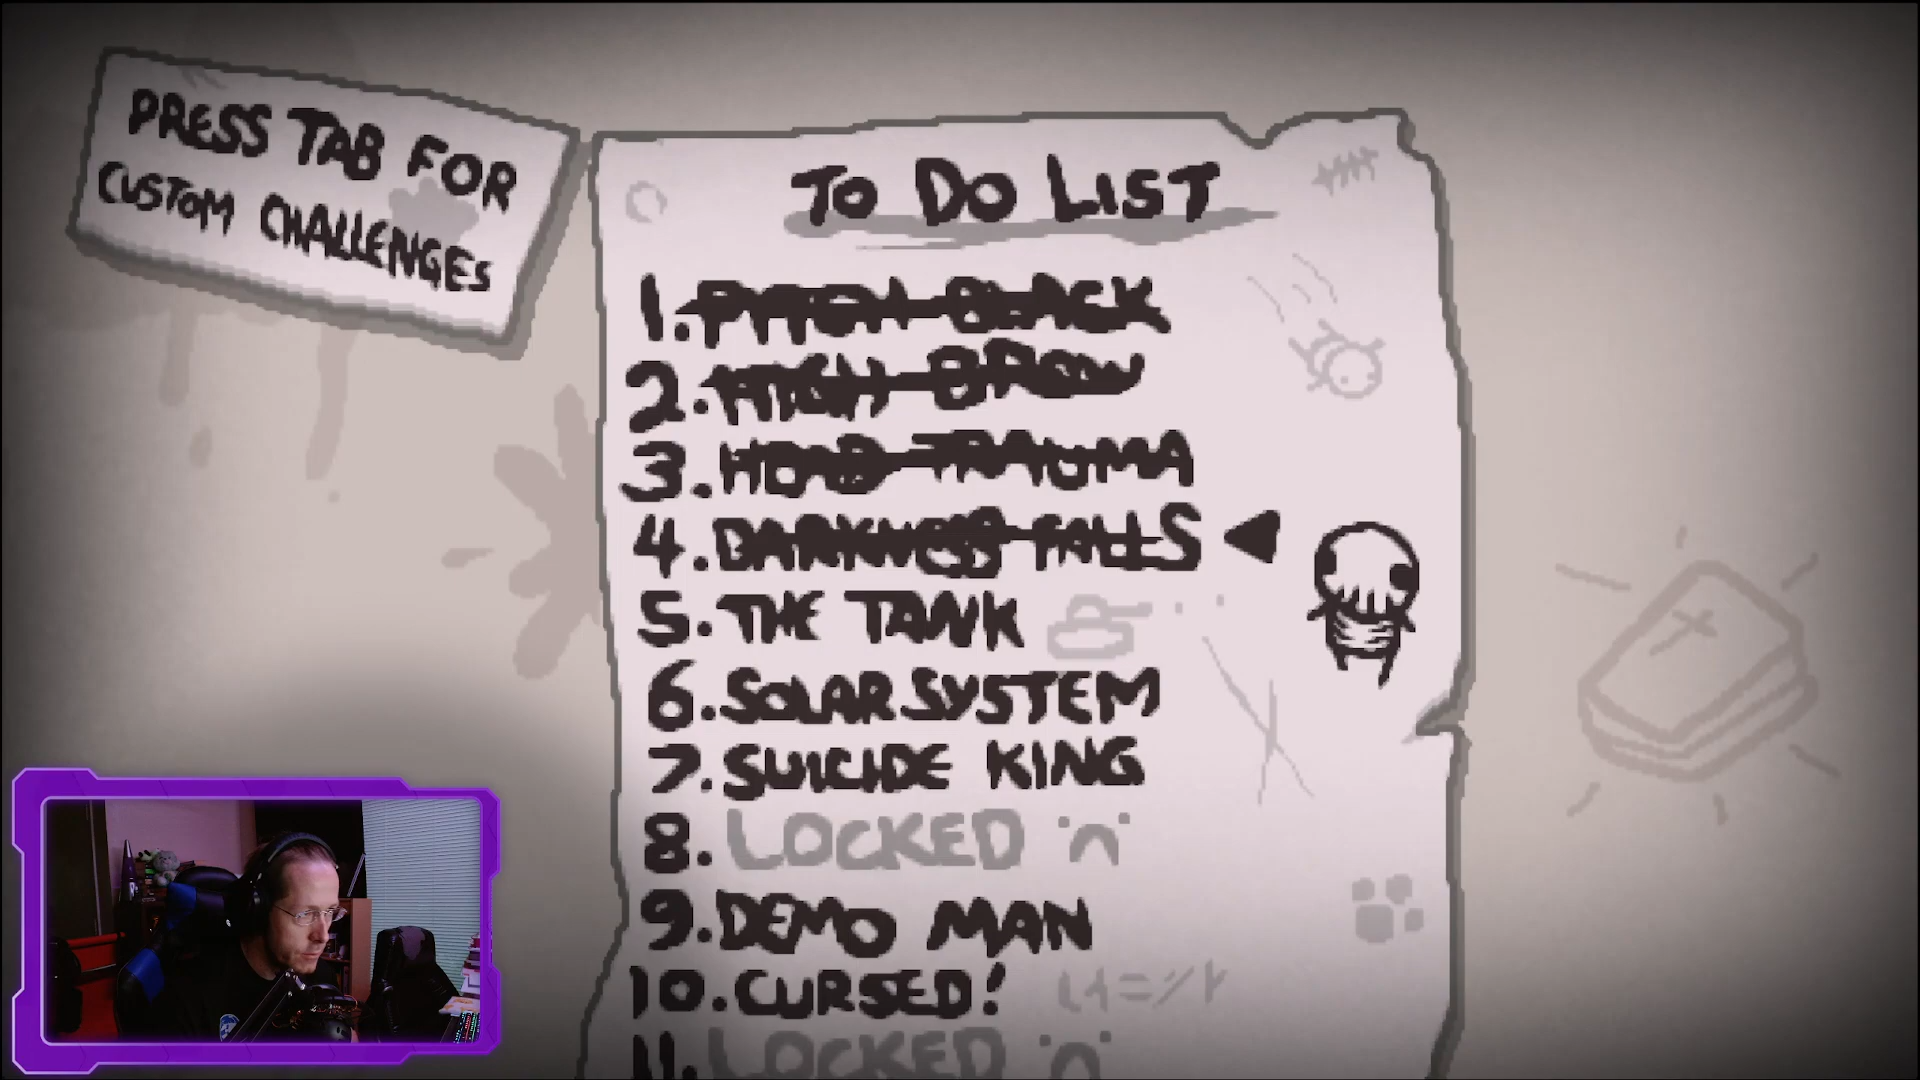 PRESS TAB FOR
CUSTOM CHALLENGES
TO DO LIST
1. PITCH BLACK
2. HIGH BROW
3. HEAD TRAUMA
4. DARKNESS FALLS
5. THE TANK
6. SOLAR SYSTEM
7. SUICIDE KING
8. LOCKED
9. DEMO MAN
10. CURSED!
11. LOCKED